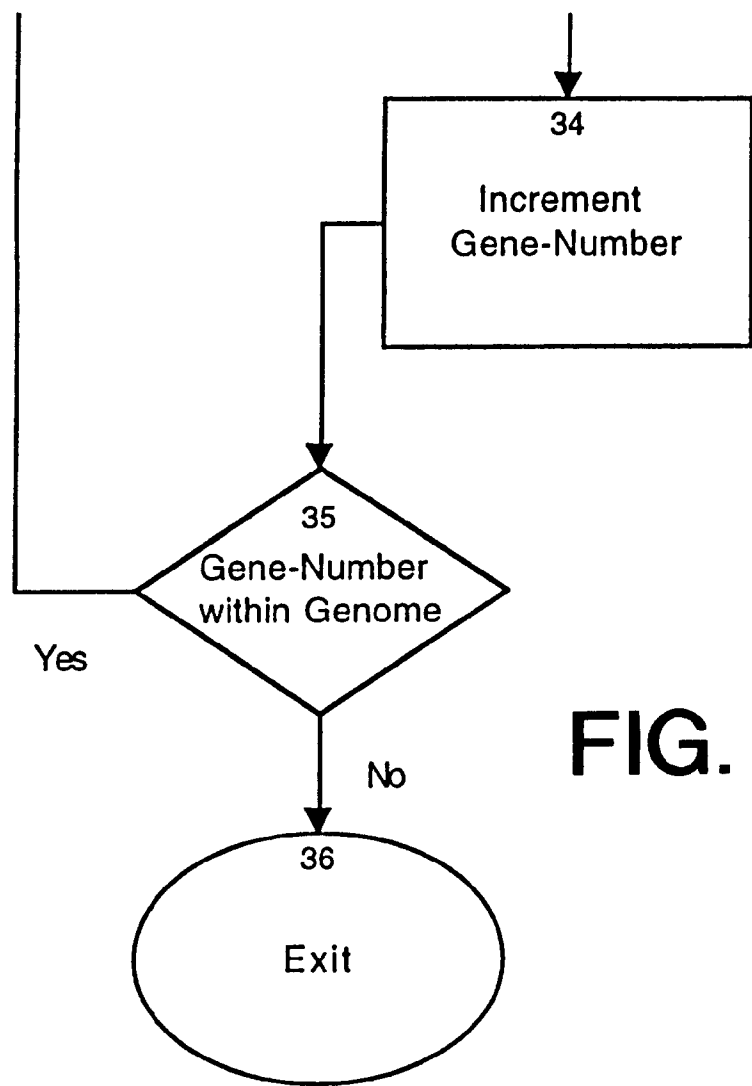 34
Increment
Gene-Number
35
Gene-Number
within Genome
Yes
No
FIG.
36
Exit